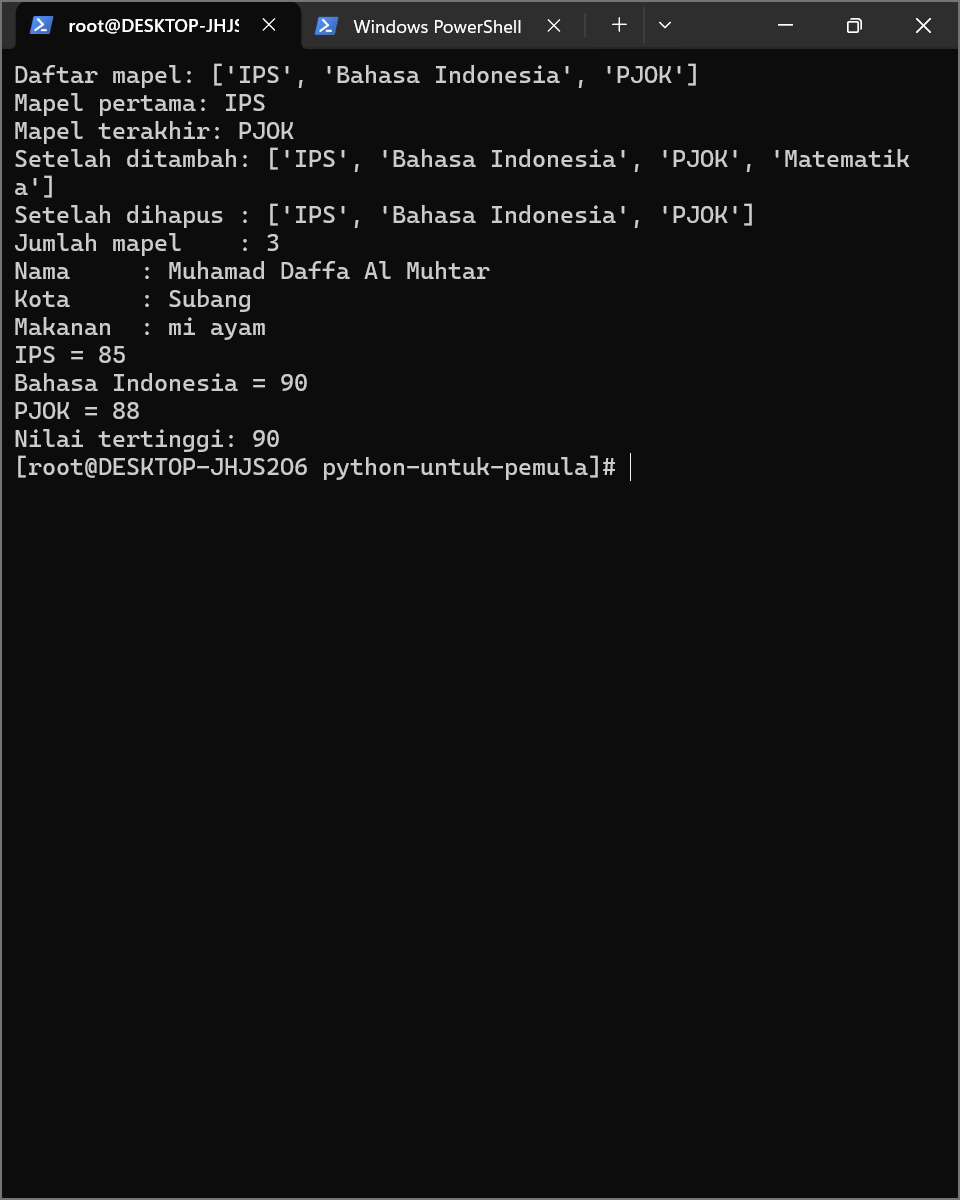 root@DESKTOP-JHJS
Windows PowerShell
Daftar mapel: ['IPS', 'Bahasa Indonesia', 'PJOK']
Mapel pertama: IPS
Mapel terakhir: PJOK
Setelah ditambah: ['IPS', 'Bahasa Indonesia', 'PJOK', 'Matematik
a']
Setelah dihapus : ['IPS', 'Bahasa Indonesia', 'PJOK']
Jumlah mapel    : 3
Nama     : Muhamad Daffa Al Muhtar
Kota     : Subang
Makanan  : mi ayam
IPS = 85
Bahasa Indonesia = 90
PJOK = 88
Nilai tertinggi: 90
[root@DESKTOP-JHJS2O6 python-untuk-pemula]#